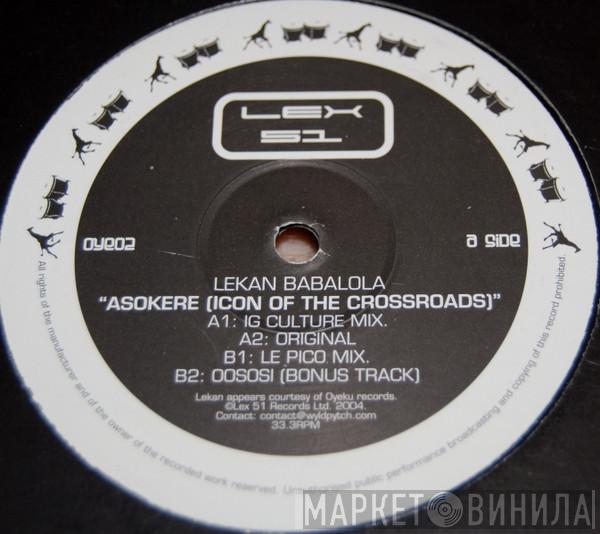 LEX
51
OYE02
a side
LEKAN BABALOLA
"ASOKERE (ICON OF THE CROSSROADS)"
A1: IG CULTURE MIX.
A2: ORIGINAL
B1: LE PICO MIX.
B2: OOSOSI (BONUS TRACK)
Lekan appears courtesy of Oyeku records.
©Lex 51 Records Ltd. 2004.
Contact: contact@wyldpytch.com
33.3RPM
All rights of the manufacturer and of the owner of the recorded work reserved. Unauthorised public performance broadcasting and copying of this record prohibited.
МАРКЕТ ВИНИЛА